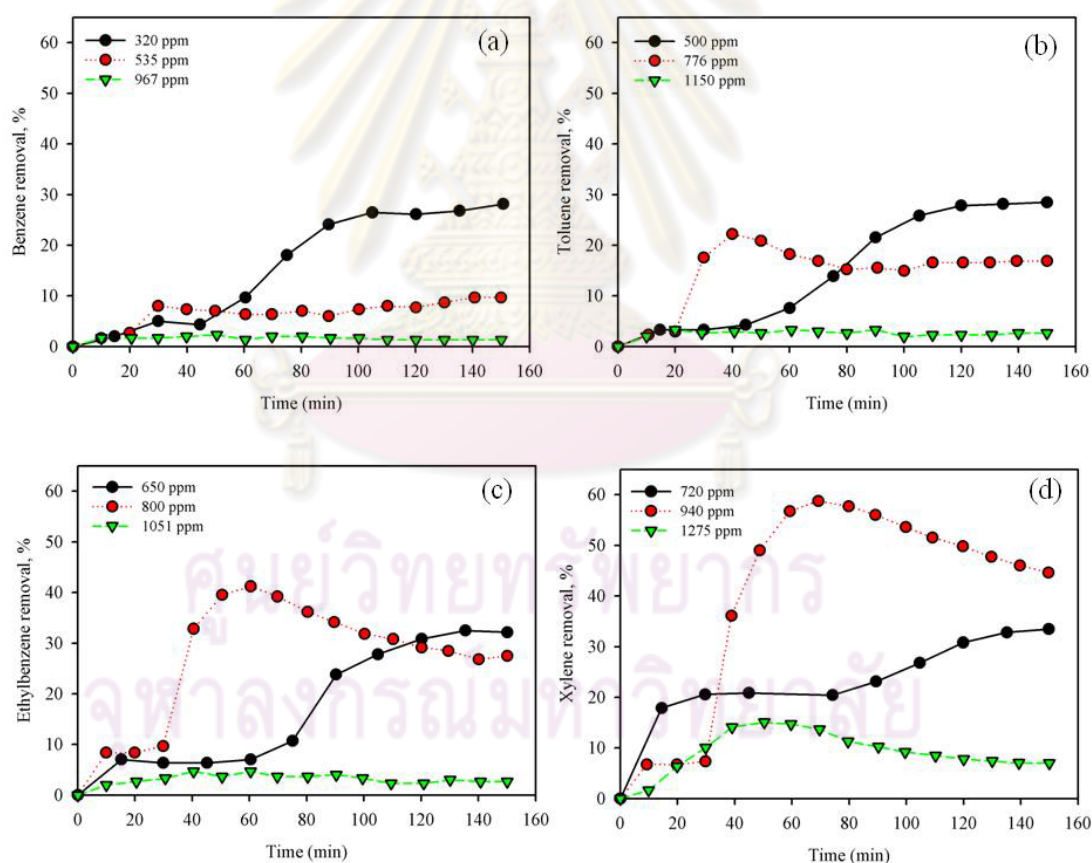 (a)
320 ppm
535 ppm
967 ppm
Benzene removal, %
60
50
40
30
20
10
0
0 20 40 60 80 100 120 140 160
Time (min)
(b)
500 ppm
776 ppm
1150 ppm
Toluene removal, %
60
50
40
30
20
10
0
0 20 40 60 80 100 120 140 160
Time (min)
(c)
650 ppm
800 ppm
1051 ppm
Ethylbenzene removal, %
60
50
40
30
20
10
0
0 20 40 60 80 100 120 140 160
Time (min)
(d)
720 ppm
940 ppm
1275 ppm
Xylene removal, %
60
50
40
30
20
10
0
0 20 40 60 80 100 120 140 160
Time (min)
ศูนย์วิทยทรัพยากร
จุฬาลงกรณ์มหาวิทยาลัย